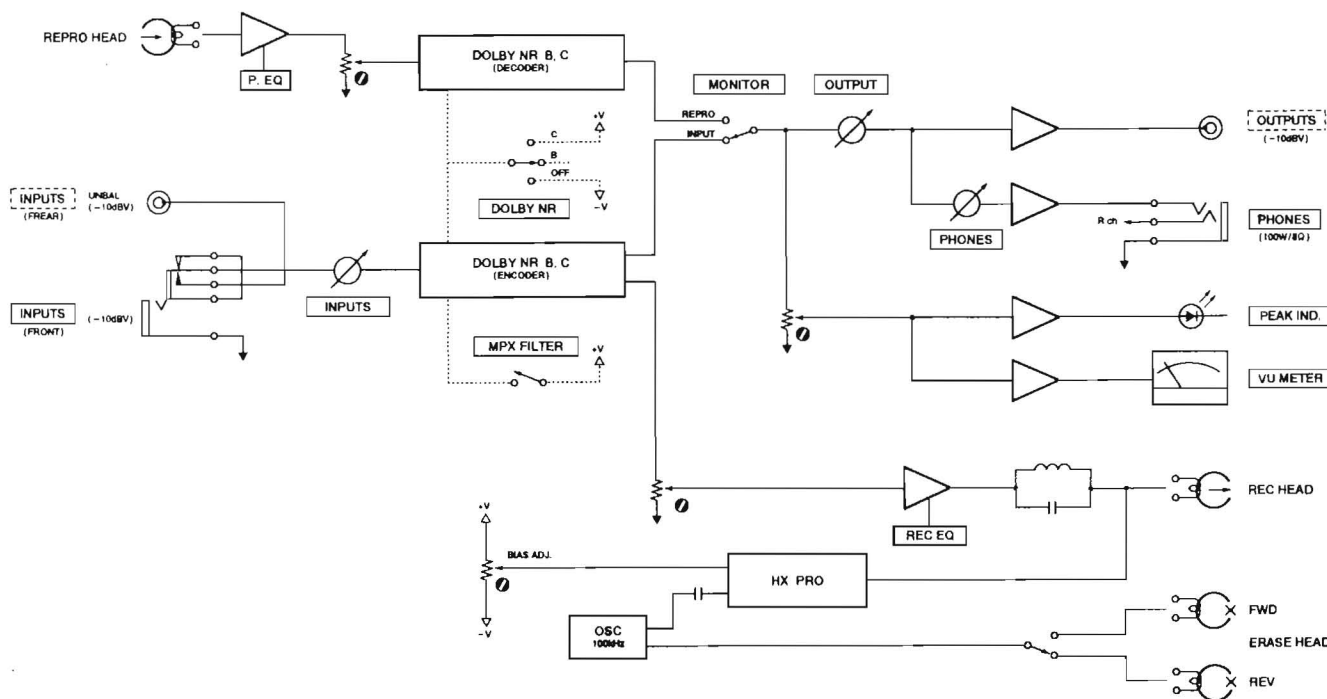 REPRO HEAD
P. EQ
DOLBY NR B, C
(DECODER)
MONITOR
OUTPUT
REPRO
INPUT
OUTPUTS
(-10dBV)
+V
C
B
OFF
-V
DOLBY NR
INPUTS
(FREAR)
UNBAL
(-10dBV)
PHONES
R ch
PHONES
(100W/8Ω)
DOLBY NR B, C
(ENCODER)
INPUTS
INPUTS
(FRONT)
(-10dBV)
PEAK IND.
MPX FILTER
+V
VU METER
REC HEAD
REC EQ
+V
BIAS ADJ.
-V
HX PRO
OSC
100kHz
FWD
ERASE HEAD
REV